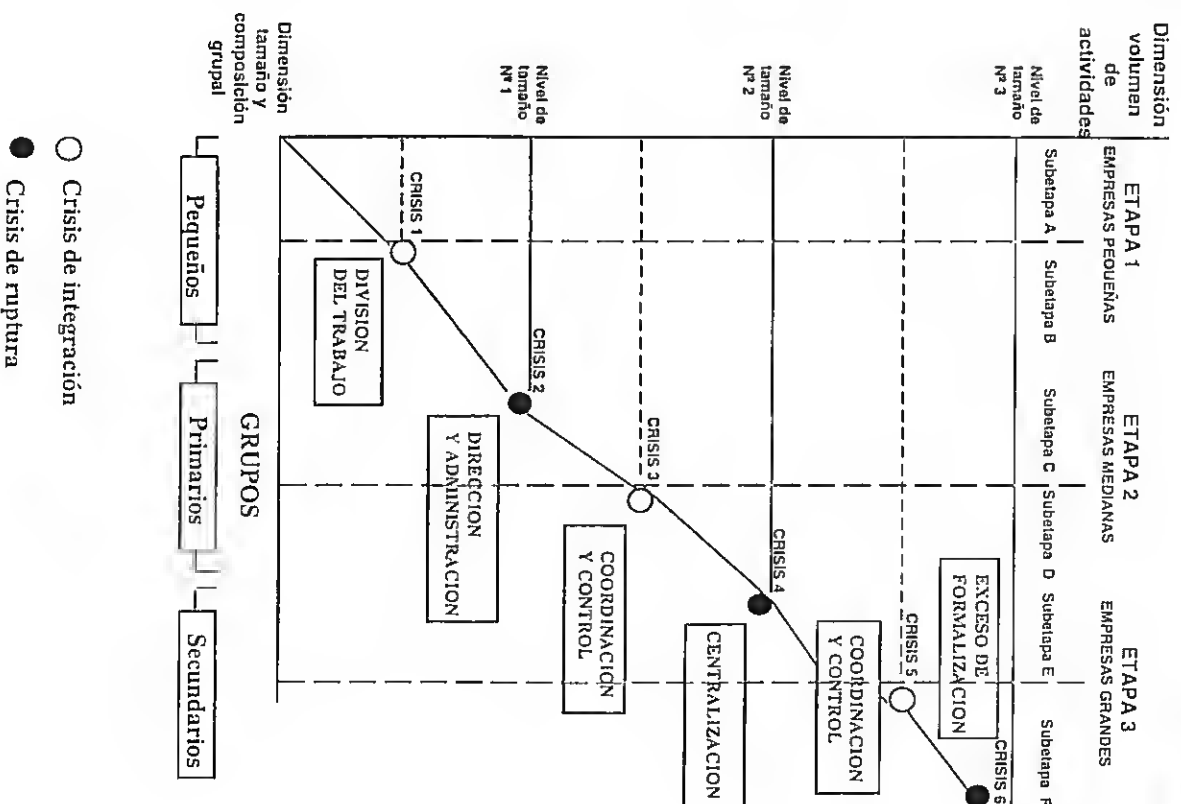 Dimensión
volumen
de
actividades
ETAPA 1
EMPRESAS PEQUEÑAS
ETAPA 2
EMPRESAS MEDIANAS
ETAPA 3
EMPRESAS GRANDES
Subetapa A
Subetapa B
Subetapa C
Subetapa D
Subetapa E
Subetapa F
Nivel de
tamaño
Nº 3
CRISIS 6
EXCESO DE
FORMALIZACION
CRISIS 5
COORDINACION
Y CONTROL
Nivel de
tamaño
Nº 2
CRISIS 4
CENTRALIZACION
CRISIS 3
COORDINACION
Y CONTROL
Nivel de
tamaño
Nº 1
CRISIS 2
DIRECCION
Y ADMINISTRACION
CRISIS 1
DIVISION
DEL TRABAJO
Dimensión
tamaño y
composición
grupal
GRUPOS
Pequeños
Primarios
Secundarios
Crisis de integración
Crisis de ruptura